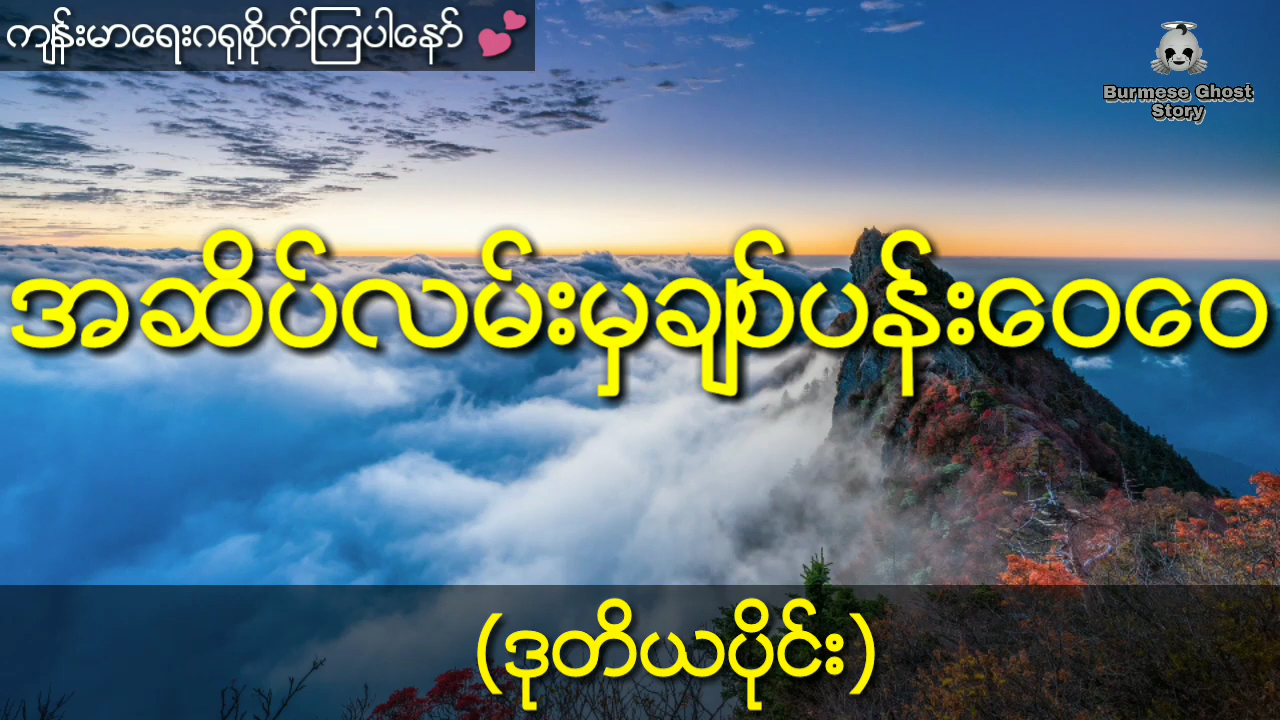 ကျန်းမာရေးဂရုစိုက်ကြပါနော် 💕
Burmese Ghost
Story
အဆိပ်လမ်းမှချစ်ပန်းဝေဝေ
(ဒုတိယပိုင်း)